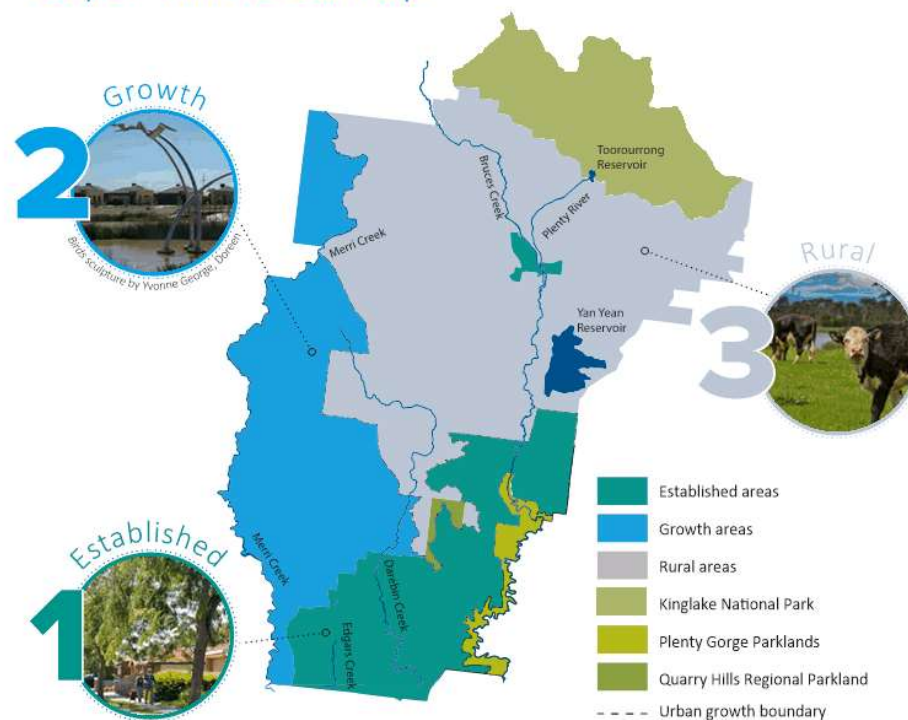 Growth
2
Birds sculpture by Yvonne George, Doreen
Toorourrong
Reservoir
Bruces Creek
Plenty River
Merri Creek
Rural
3
Yan Yean
Reservoir
Established
1
Merri Creek
Darebin Creek
Edgars Creek
Established areas
Growth areas
Rural areas
Kinglake National Park
Plenty Gorge Parklands
Quarry Hills Regional Parkland
Urban growth boundary